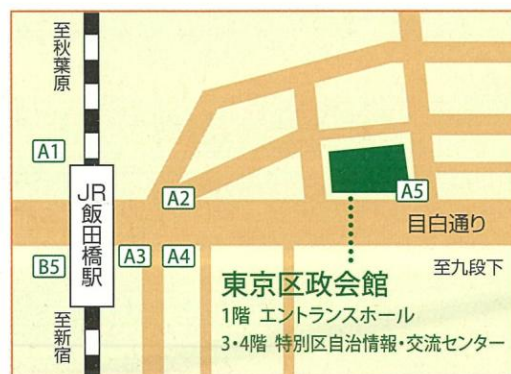 至秋葉原
A1
JR飯田橋駅
B5
至新宿
A2
A3
A4
A5
目白通り
至九段下
東京区政会館
1階 エントランスホール
3・4階 特別区自治情報・交流センター